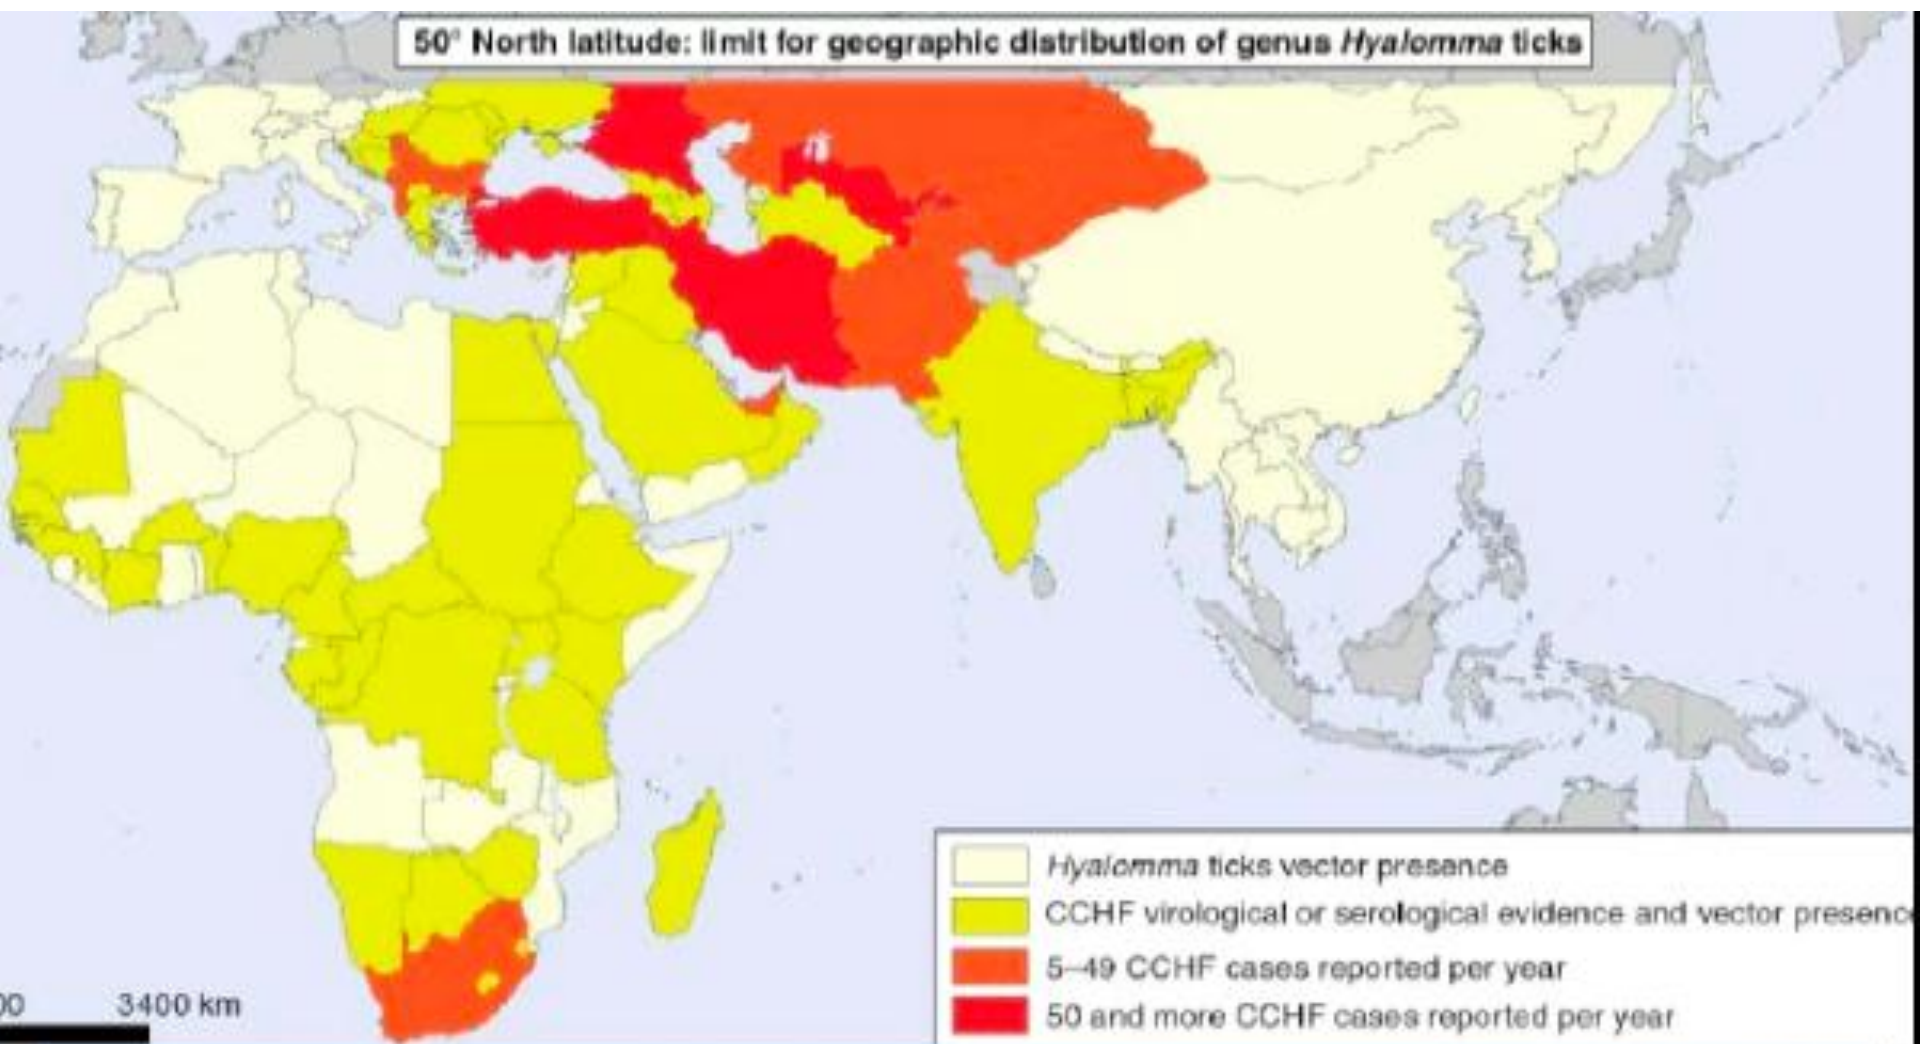 50° North latitude: limit for geographic distribution of genus Hyalomma ticks
Hyalomma ticks vector presence
CCHF virological or serological evidence and vector presenc
5–49 CCHF cases reported per year
50 and more CCHF cases reported per year
00 3400 km